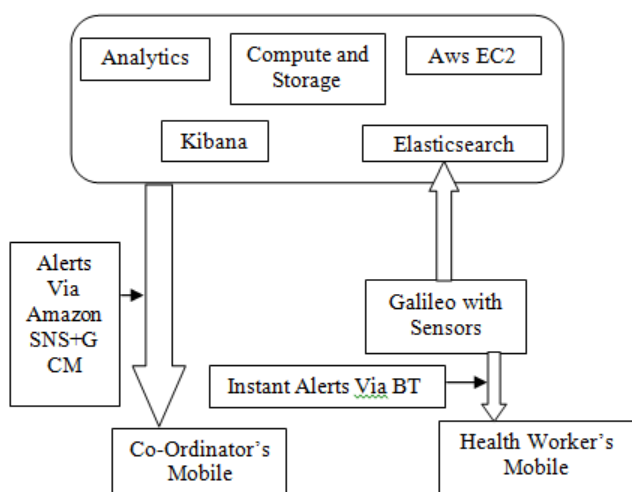 Analytics
Compute and
Storage
Aws EC2
Kibana
Elasticsearch
Alerts
Via
Amazon
SNS+G
CM
Galileo with
Sensors
Instant Alerts Via BT
Co-Ordinator’s
Mobile
Health Worker’s
Mobile